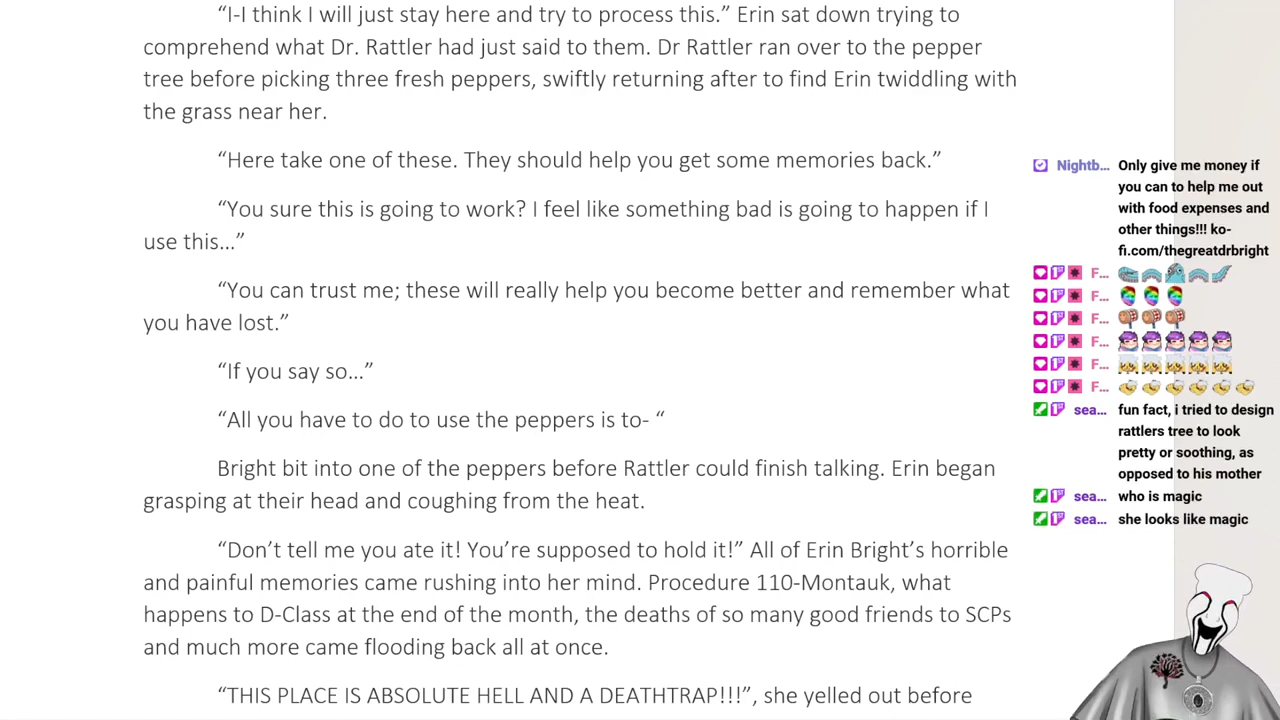 “I-I think I will just stay here and try to process this.” Erin sat down trying to
comprehend what Dr. Rattler had just said to them. Dr Rattler ran over to the pepper
tree before picking three fresh peppers, swiftly returning after to find Erin twiddling with
the grass near her.
“Here take one of these. They should help you get some memories back.”
“You sure this is going to work? I feel like something bad is going to happen if I
use this…”
“You can trust me; these will really help you become better and remember what
you have lost.”
“If you say so…”
“All you have to do to use the peppers is to- “
Bright bit into one of the peppers before Rattler could finish talking. Erin began
grasping at their head and coughing from the heat.
“Don’t tell me you ate it! You’re supposed to hold it!” All of Erin Bright’s horrible
and painful memories came rushing into her mind. Procedure 110-Montauk, what
happens to D-Class at the end of the month, the deaths of so many good friends to SCPs
and much more came flooding back all at once.
“THIS PLACE IS ABSOLUTE HELL AND A DEATHTRAP!!!”, she yelled out before
Nightb... Only give me money if
you can to help me out
with food expenses and
other things!!! ko-
fi.com/thegreatdrbright
F...
F...
F...
F...
F...
F...
sea... fun fact, i tried to design
rattlers tree to look
pretty or soothing, as
opposed to his mother
sea... who is magic
sea... she looks like magic